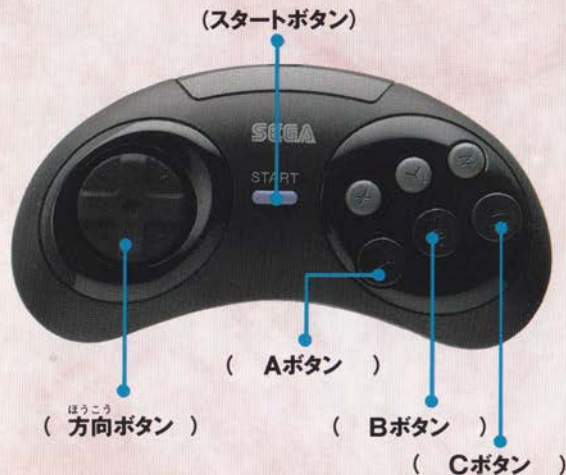 (スタートボタン)
SEGA
START
X
Y
Z
( Aボタン )
ほうこう
( 方向ボタン )
( Bボタン )
( Cボタン )